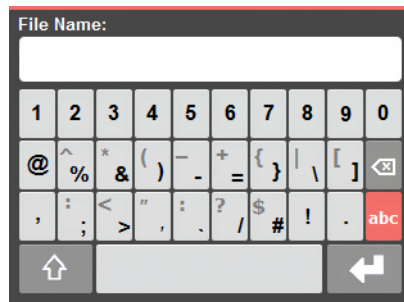 File Name:
1 2 3 4 5 6 7 8 9 0
@ ^ % * & ( ) _ - + = { } | \ [ ]
, : ; < > " ' : . ? / $ # ! . abc